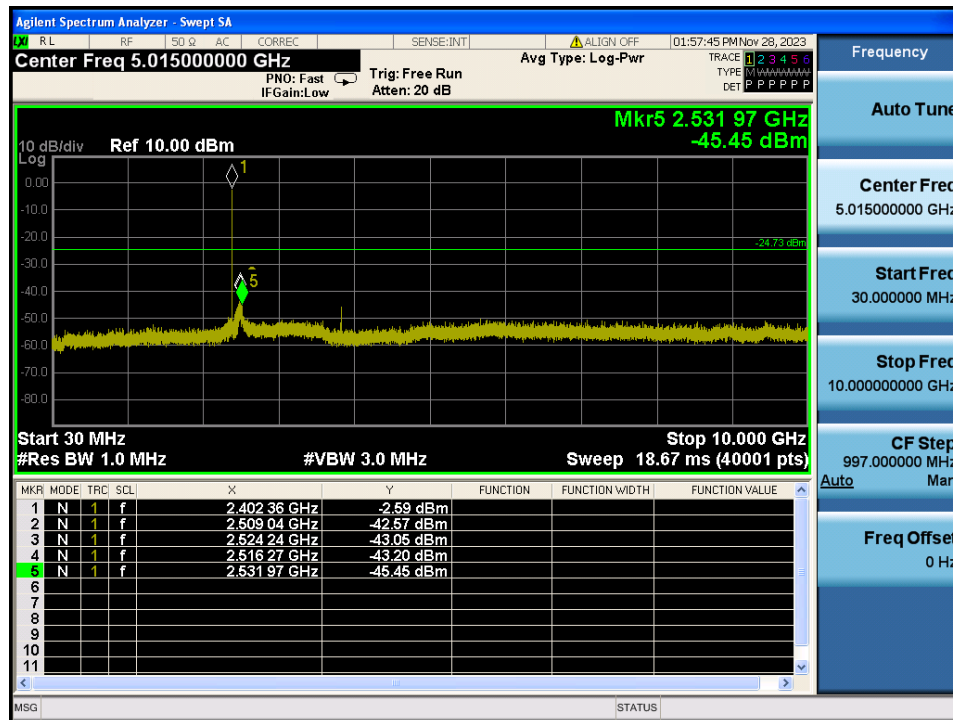 Agilent Spectrum Analyzer - Swept SA
LXI RL RF 50 Ω AC CORREC SENSE:INT ALIGN OFF 01:57:45 PM Nov 28, 2023
Center Freq 5.015000000 GHz
PNO: Fast
IFGain:Low
Trig: Free Run
Atten: 20 dB
Avg Type: Log-Pwr
TRACE 1 2 3 4 5 6
TYPE M
DET P P P P P P
Mkr5 2.531 97 GHz
-45.45 dBm
10 dB/div Ref 10.00 dBm
Log
0.00
-10.0
-20.0
-30.0
-40.0
-50.0
-60.0
-70.0
-80.0
1
5
-24.73 dBm
Start 30 MHz Stop 10.000 GHz
#Res BW 1.0 MHz #VBW 3.0 MHz Sweep 18.67 ms (40001 pts)
MKR MODE TRC SCL X Y FUNCTION FUNCTION WIDTH FUNCTION VALUE
1 N 1 f 2.402 36 GHz -2.59 dBm
2 N 1 f 2.509 04 GHz -42.57 dBm
3 N 1 f 2.524 24 GHz -43.05 dBm
4 N 1 f 2.516 27 GHz -43.20 dBm
5 N 1 f 2.531 97 GHz -45.45 dBm
6
7
8
9
10
11
MSG STATUS
Frequency
Auto Tune
Center Freq
5.015000000 GHz
Start Freq
30.000000 MHz
Stop Freq
10.000000000 GHz
CF Step
997.000000 MHz
Auto Man
Freq Offset
0 Hz